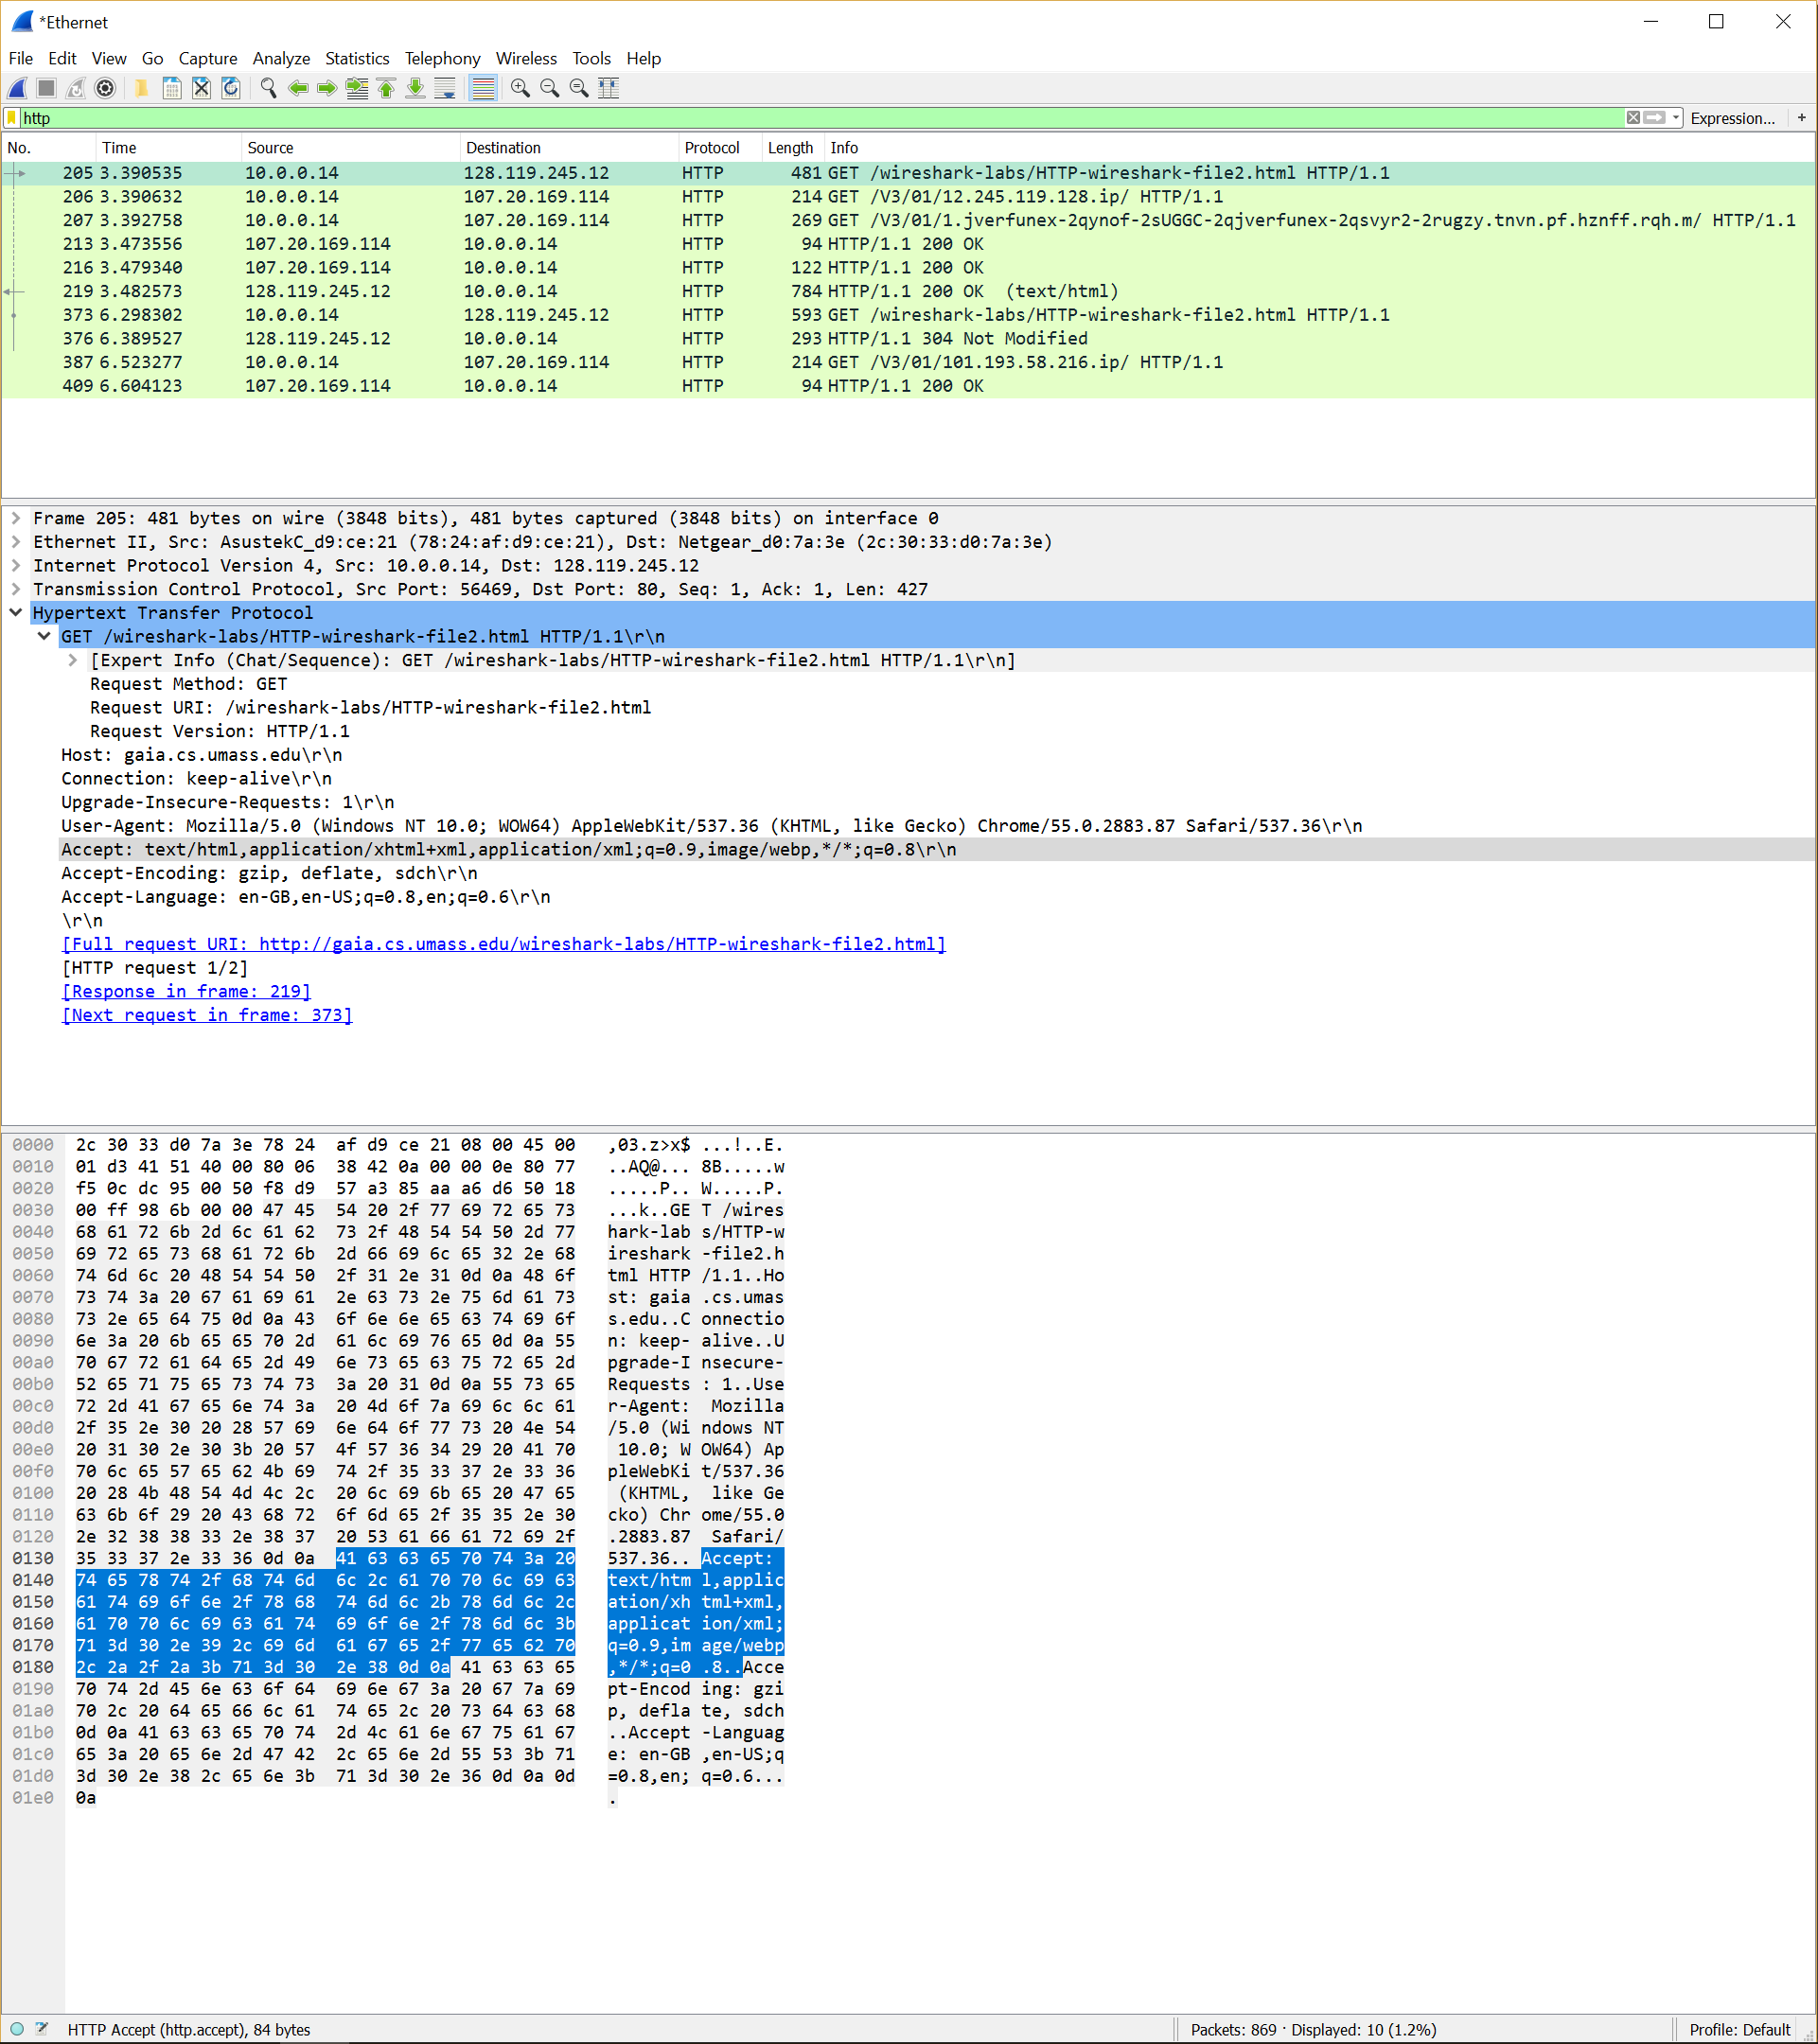 *Ethernet
File Edit View Go Capture Analyze Statistics Telephony Wireless Tools Help
http Expression... +
No. Time Source Destination Protocol Length Info
205 3.390535 10.0.0.14 128.119.245.12 HTTP 481 GET /wireshark-labs/HTTP-wireshark-file2.html HTTP/1.1
206 3.390632 10.0.0.14 107.20.169.114 HTTP 214 GET /V3/01/12.245.119.128.ip/ HTTP/1.1
207 3.392758 10.0.0.14 107.20.169.114 HTTP 269 GET /V3/01/1.jverfunex-2qynof-2sUGGC-2qjverfunex-2qsvyr2-2rugzy.tnvn.pf.hznff.rqh.m/ HTTP/1.1
213 3.473556 107.20.169.114 10.0.0.14 HTTP 94 HTTP/1.1 200 OK
216 3.479340 107.20.169.114 10.0.0.14 HTTP 122 HTTP/1.1 200 OK
219 3.482573 128.119.245.12 10.0.0.14 HTTP 784 HTTP/1.1 200 OK (text/html)
373 6.298302 10.0.0.14 128.119.245.12 HTTP 593 GET /wireshark-labs/HTTP-wireshark-file2.html HTTP/1.1
376 6.389527 128.119.245.12 10.0.0.14 HTTP 293 HTTP/1.1 304 Not Modified
387 6.523277 10.0.0.14 107.20.169.114 HTTP 214 GET /V3/01/101.193.58.216.ip/ HTTP/1.1
409 6.604123 107.20.169.114 10.0.0.14 HTTP 94 HTTP/1.1 200 OK
Frame 205: 481 bytes on wire (3848 bits), 481 bytes captured (3848 bits) on interface 0
Ethernet II, Src: AsustekC_d9:ce:21 (78:24:af:d9:ce:21), Dst: Netgear_d0:7a:3e (2c:30:33:d0:7a:3e)
Internet Protocol Version 4, Src: 10.0.0.14, Dst: 128.119.245.12
Transmission Control Protocol, Src Port: 56469, Dst Port: 80, Seq: 1, Ack: 1, Len: 427
Hypertext Transfer Protocol
GET /wireshark-labs/HTTP-wireshark-file2.html HTTP/1.1\r\n
[Expert Info (Chat/Sequence): GET /wireshark-labs/HTTP-wireshark-file2.html HTTP/1.1\r\n]
Request Method: GET
Request URI: /wireshark-labs/HTTP-wireshark-file2.html
Request Version: HTTP/1.1
Host: gaia.cs.umass.edu\r\n
Connection: keep-alive\r\n
Upgrade-Insecure-Requests: 1\r\n
User-Agent: Mozilla/5.0 (Windows NT 10.0; WOW64) AppleWebKit/537.36 (KHTML, like Gecko) Chrome/55.0.2883.87 Safari/537.36\r\n
Accept: text/html,application/xhtml+xml,application/xml;q=0.9,image/webp,*/*;q=0.8\r\n
Accept-Encoding: gzip, deflate, sdch\r\n
Accept-Language: en-GB,en-US;q=0.8,en;q=0.6\r\n
\r\n
[Full request URI: http://gaia.cs.umass.edu/wireshark-labs/HTTP-wireshark-file2.html]
[HTTP request 1/2]
[Response in frame: 219]
[Next request in frame: 373]
0000 2c 30 33 d0 7a 3e 78 24 af d9 ce 21 08 00 45 00 ,03.z>x$ ...!..E.
0010 01 d3 41 51 40 00 80 06 38 42 0a 00 00 0e 80 77 ..AQ@... 8B.....w
0020 f5 0c dc 95 00 50 f8 d9 57 a3 85 aa a6 d6 50 18 .....P.. W.....P.
0030 00 ff 98 6b 00 00 47 45 54 20 2f 77 69 72 65 73 ...k..GE T /wires
0040 68 61 72 6b 2d 6c 61 62 73 2f 48 54 54 50 2d 77 hark-lab s/HTTP-w
0050 69 72 65 73 68 61 72 6b 2d 66 69 6c 65 32 2e 68 ireshark -file2.h
0060 74 6d 6c 20 48 54 54 50 2f 31 2e 31 0d 0a 48 6f tml HTTP /1.1..Ho
0070 73 74 3a 20 67 61 69 61 2e 63 73 2e 75 6d 61 73 st: gaia .cs.umas
0080 73 2e 65 64 75 0d 0a 43 6f 6e 6e 65 63 74 69 6f s.edu..C onnectio
0090 6e 3a 20 6b 65 65 70 2d 61 6c 69 76 65 0d 0a 55 n: keep- alive..U
00a0 70 67 72 61 64 65 2d 49 6e 73 65 63 75 72 65 2d pgrade-I nsecure-
00b0 52 65 71 75 65 73 74 73 3a 20 31 0d 0a 55 73 65 Requests : 1..Use
00c0 72 2d 41 67 65 6e 74 3a 20 4d 6f 7a 69 6c 6c 61 r-Agent: Mozilla
00d0 2f 35 2e 30 20 28 57 69 6e 64 6f 77 73 20 4e 54 /5.0 (Wi ndows NT
00e0 20 31 30 2e 30 3b 20 57 4f 57 36 34 29 20 41 70 10.0; W OW64) Ap
00f0 70 6c 65 57 65 62 4b 69 74 2f 35 33 37 2e 33 36 pleWebKi t/537.36
0100 20 28 4b 48 54 4d 4c 2c 20 6c 69 6b 65 20 47 65 (KHTML, like Ge
0110 63 6b 6f 29 20 43 68 72 6f 6d 65 2f 35 35 2e 30 cko) Chr ome/55.0
0120 2e 32 38 38 33 2e 38 37 20 53 61 66 61 72 69 2f .2883.87 Safari/
0130 35 33 37 2e 33 36 0d 0a 41 63 63 65 70 74 3a 20 537.36.. Accept:
0140 74 65 78 74 2f 68 74 6d 6c 2c 61 70 70 6c 69 63 text/htm l,applic
0150 61 74 69 6f 6e 2f 78 68 74 6d 6c 2b 78 6d 6c 2c ation/xh tml+xml,
0160 61 70 70 6c 69 63 61 74 69 6f 6e 2f 78 6d 6c 3b applicat ion/xml;
0170 71 3d 30 2e 39 2c 69 6d 61 67 65 2f 77 65 62 70 q=0.9,im age/webp
0180 2c 2a 2f 2a 3b 71 3d 30 2e 38 0d 0a 41 63 63 65 ,*/*;q=0 .8..Acce
0190 70 74 2d 45 6e 63 6f 64 69 6e 67 3a 20 67 7a 69 pt-Encod ing: gzi
01a0 70 2c 20 64 65 66 6c 61 74 65 2c 20 73 64 63 68 p, defla te, sdch
01b0 0d 0a 41 63 63 65 70 74 2d 4c 61 6e 67 75 61 67 ..Accept -Languag
01c0 65 3a 20 65 6e 2d 47 42 2c 65 6e 2d 55 53 3b 71 e: en-GB ,en-US;q
01d0 3d 30 2e 38 2c 65 6e 3b 71 3d 30 2e 36 0d 0a 0d =0.8,en; q=0.6...
01e0 0a .
HTTP Accept (http.accept), 84 bytes Packets: 869 · Displayed: 10 (1.2%) Profile: Default